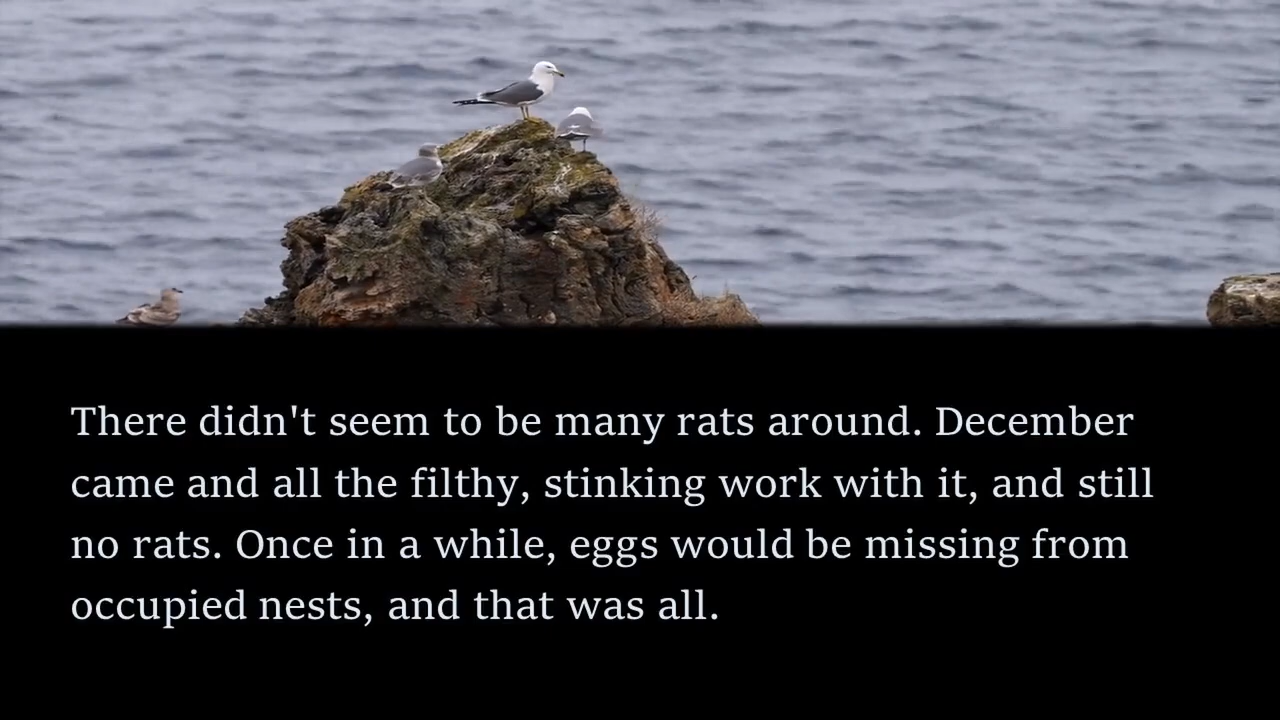 There didn't seem to be many rats around. December
came and all the filthy, stinking work with it, and still
no rats. Once in a while, eggs would be missing from
occupied nests, and that was all.